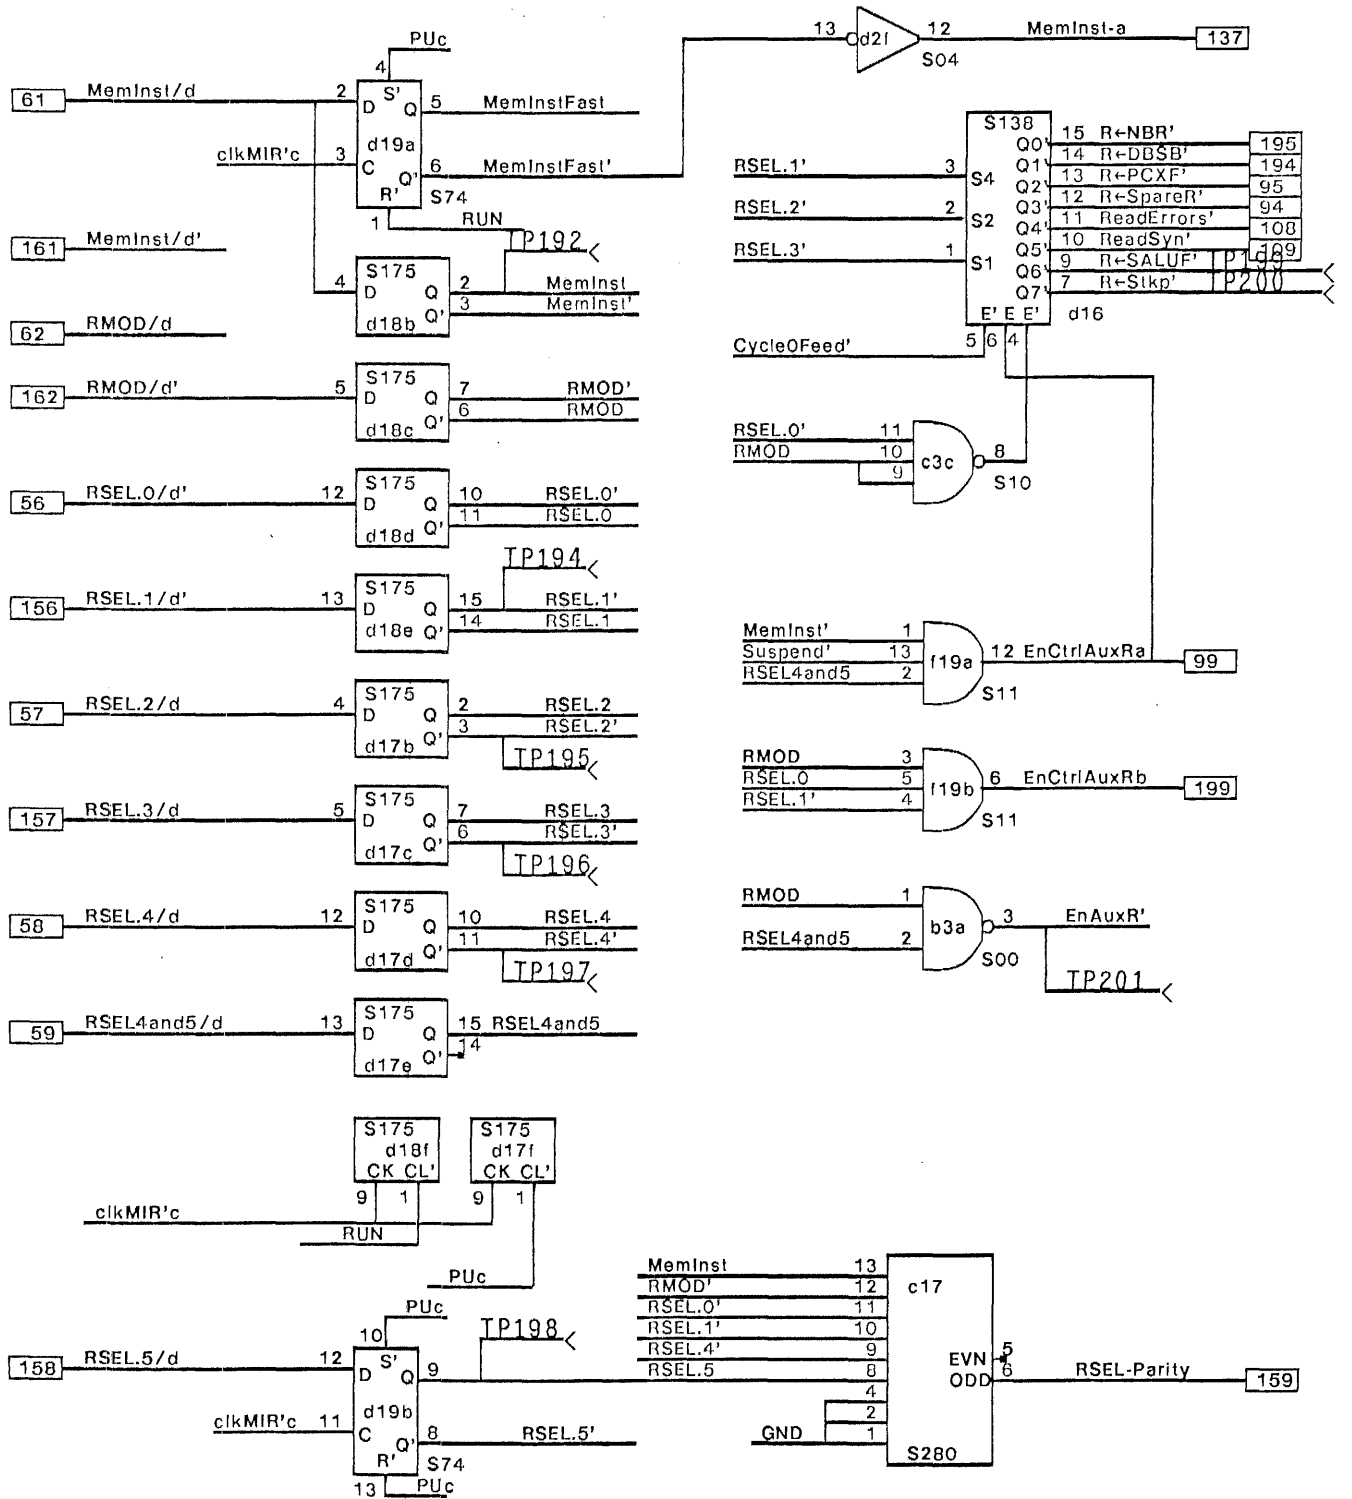 PUc
13 d2f 12 MemInst-a 137
S04
4
61 MemInst/d 2 D S' Q 5 MemInstFast
d19a
clkMIR'c 3 C Q' 6 MemInstFast'
R' S74
1 RUN
TP192
161 MemInst/d'
S175
4 D Q 2 MemInst
Q' 3 MemInst'
d18b
62 RMOD/d
S175
162 RMOD/d' 5 D Q 7 RMOD'
Q' 6 RMOD
d18c
S175
56 RSEL.0/d' 12 D Q 10 RSEL.0'
Q' 11 RSEL.0
d18d
TP194
S175
156 RSEL.1/d' 13 D Q 15 RSEL.1'
Q' 14 RSEL.1
d18e
S175
57 RSEL.2/d 4 D Q 2 RSEL.2
Q' 3 RSEL.2'
d17b
TP195
S175
157 RSEL.3/d 5 D Q 7 RSEL.3
Q' 6 RSEL.3'
d17c
TP196
S175
58 RSEL.4/d 12 D Q 10 RSEL.4
Q' 11 RSEL.4'
d17d
TP197
S175
59 RSEL4and5/d 13 D Q 15 RSEL4and5
Q' 14
d17e
S138
Q0' 15 R←NBR' 195
Q1' 14 R←DBSB' 194
RSEL.1' 3 S4 Q2' 13 R←PCXF' 95
Q3' 12 R←SpareR' 94
RSEL.2' 2 S2 Q4' 11 ReadErrors' 108
Q5' 10 ReadSyn' 109
RSEL.3' 1 S1 Q6' 9 R←SALUF' TP199
Q7' 7 R←Stkp' TP200
E' E E' d16
Cycle0Feed' 5 6 4
RSEL.0' 11
RMOD 10 c3c 8
9
S10
MemInst' 1
Suspend' 13 f19a 12 EnCtrlAuxRa 99
RSEL4and5 2
S11
RMOD 3
RSEL.0 5 f19b 6 EnCtrlAuxRb 199
RSEL.1' 4
S11
RMOD 1
b3a 3 EnAuxR'
RSEL4and5 2
S00
TP201
S175 S175
d18f d17f
CK CL' CK CL'
9 1 9 1
clkMIR'c
RUN
PUc
PUc
10
TP198
158 RSEL.5/d 12 D S' Q 9
d19b
clkMIR'c 11 C Q' 8 RSEL.5'
R' S74
13 PUc
MemInst 13
RMOD' 12 c17
RSEL.0' 11
RSEL.1' 10
RSEL.4' 9 EVN 5
RSEL.5 8 ODD 6 RSEL-Parity 159
4
2
GND 1
S280